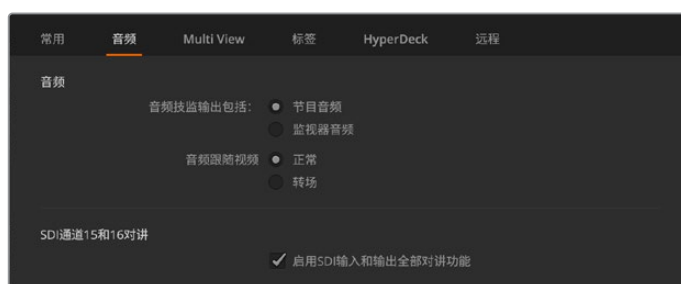 常用 音频 Multi View 标签 HyperDeck 远程
音频
音频技监输出包括： 节目音频
监视器音频
音频跟随视频 正常
转场
SDI通道15和16对讲
启用SDI输入和输出全部对讲功能